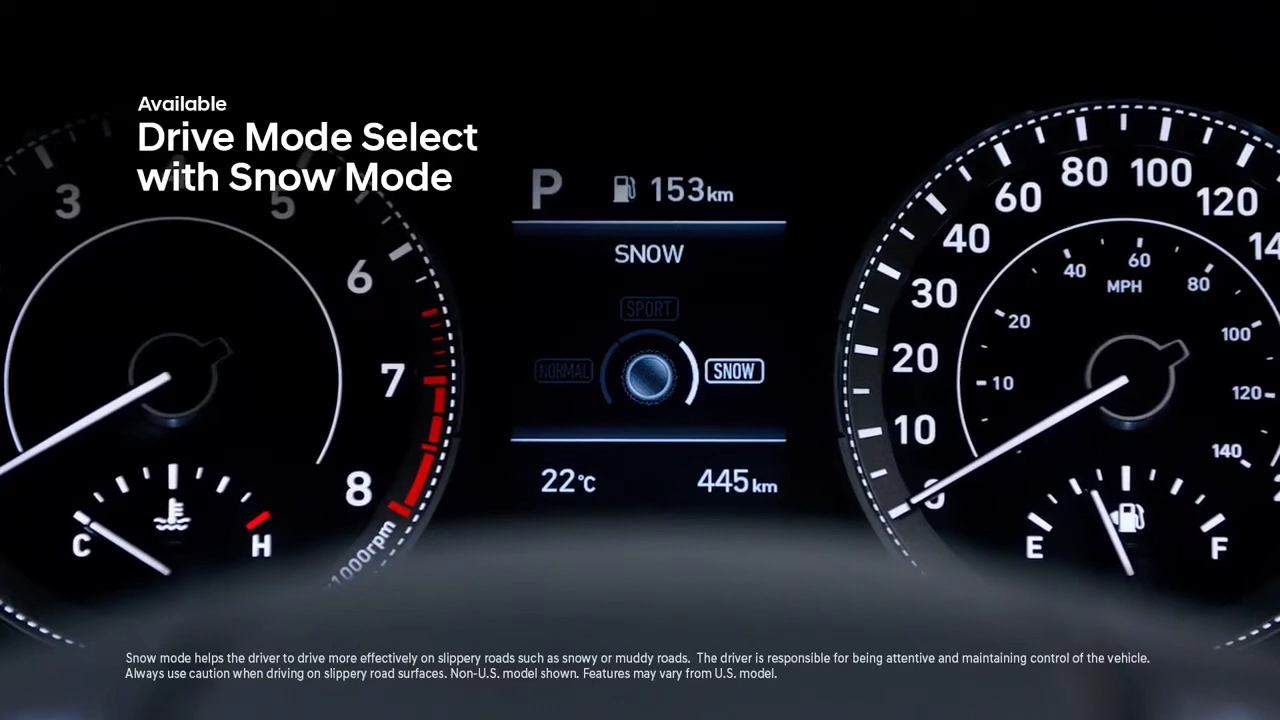 Available
Drive Mode Select
with Snow Mode
3
5
6
7
8
C
H
1000rpm
P
153km
SNOW
SPORT
NORMAL
SNOW
22°C
445km
0
10
20
30
40
60
80
100
120
10
20
40
60
80
100
120
140
MPH
E
F
Snow mode helps the driver to drive more effectively on slippery roads such as snowy or muddy roads. The driver is responsible for being attentive and maintaining control of the vehicle.
Always use caution when driving on slippery road surfaces. Non-U.S. model shown. Features may vary from U.S. model.